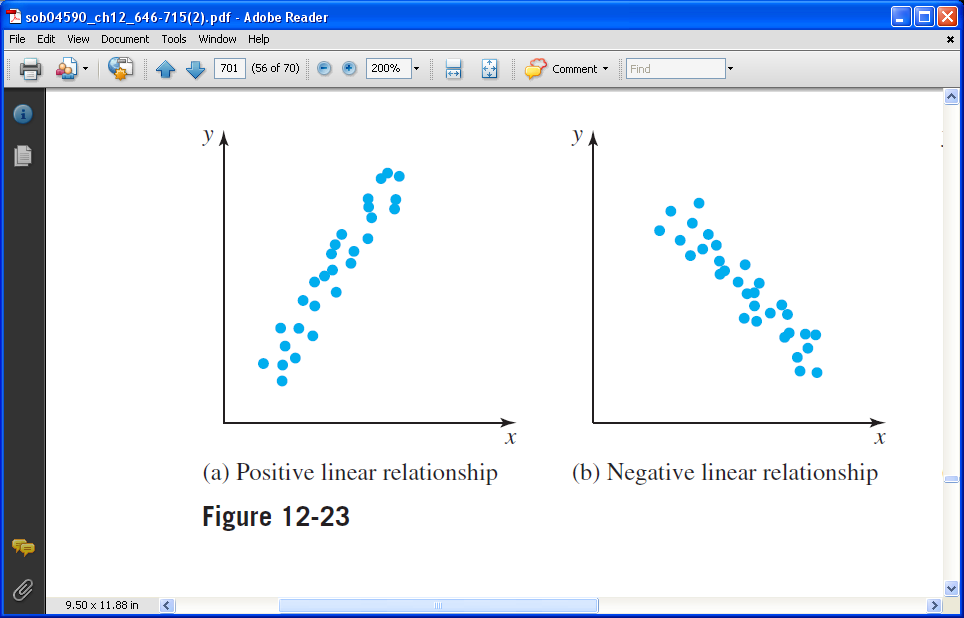 sob04590_ch12_646-715(2).pdf - Adobe Reader
File Edit View Document Tools Window Help
701 (56 of 70) 200% Comment Find
y y
x x
(a) Positive linear relationship (b) Negative linear relationship
Figure 12-23
9.50 x 11.88 in